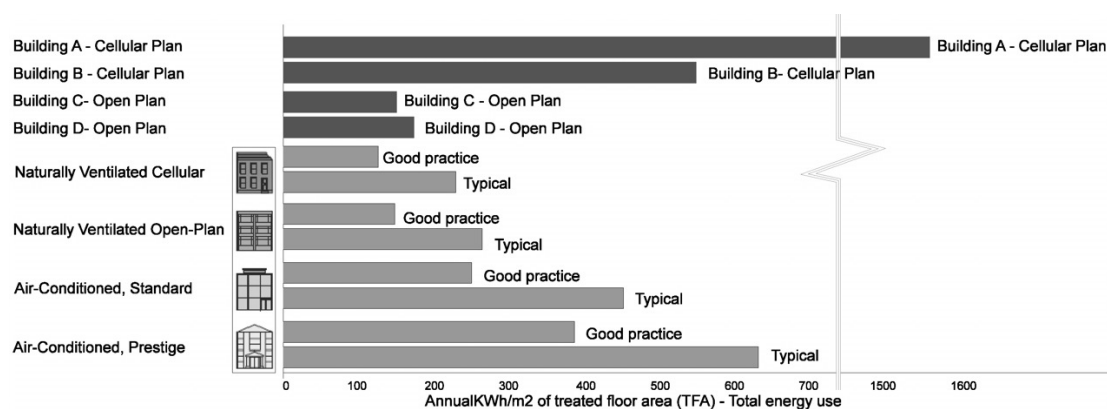 Building A - Cellular Plan Building A - Cellular Plan
Building B - Cellular Plan Building B- Cellular Plan
Building C- Open Plan Building C - Open Plan
Building D- Open Plan Building D - Open Plan
Good practice
Naturally Ventilated Cellular
Typical
Good practice
Naturally Ventilated Open-Plan
Typical
Good practice
Air-Conditioned, Standard
Typical
Good practice
Air-Conditioned, Prestige
Typical
0 100 200 300 400 500 600 700 1500 1600
AnnualKWh/m2 of treated floor area (TFA) - Total energy use